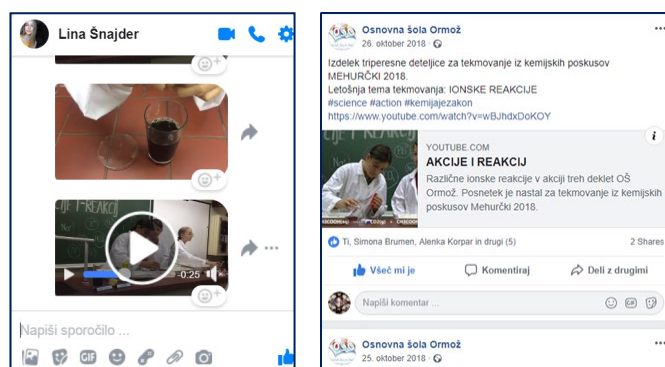 Lina Šnajder
-0:25
Napiši sporočilo ...
GIF
Osnovna šola Ormož
26. oktober 2018
Izdelek triperesne deteljice za tekmovanje iz kemijskih poskusov
MEHURČKI 2018.
Letošnja tema tekmovanja: IONSKE REAKCIJE
#science #action #kemijajezakon
https://www.youtube.com/watch?v=wBJhdxDoKOY
YOUTUBE.COM
AKCIJE I REAKCIJ
Različne ionske reakcije v akciji treh deklet OŠ
Ormož. Posnetek je nastal za tekmovanje iz kemijskih
poskusov Mehurčki 2018.
Ti, Simona Brumen, Alenka Korpar in drugi (5)
2 Shares
Všeč mi je
Komentiraj
Deli z drugimi
Napiši komentar ...
GIF
Osnovna šola Ormož
25. oktober 2018